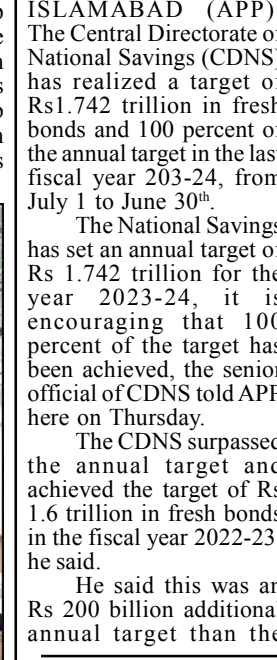 ISLAMABAD (APP)
The Central Directorate of
National Savings (CDNS)
has realized a target of
Rs1.742 trillion in fresh
bonds and 100 percent of
the annual target in the last
fiscal year 203-24, from
July 1 to June 30th.
The National Savings
has set an annual target of
Rs 1.742 trillion for the
year 2023-24, it is
encouraging that 100
percent of the target has
been achieved, the senior
official of CDNS told APP
here on Thursday.
The CDNS surpassed
the annual target and
achieved the target of Rs
1.6 trillion in fresh bonds
in the fiscal year 2022-23
he said.
He said this was an
Rs 200 billion additional
annual target than the